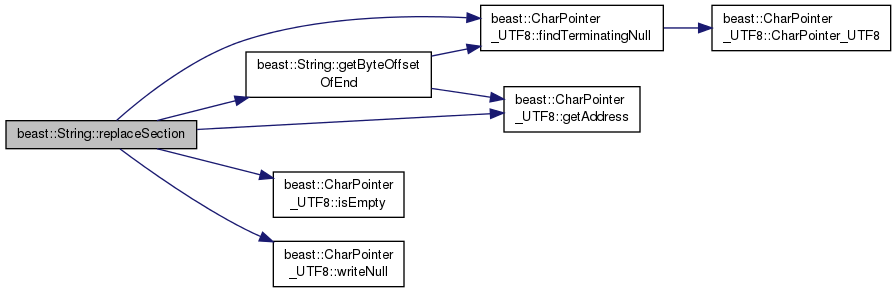 beast::String::replaceSection
beast::String::getByteOffset
OfEnd
beast::CharPointer
_UTF8::findTerminatingNull
beast::CharPointer
_UTF8::CharPointer_UTF8
beast::CharPointer
_UTF8::getAddress
beast::CharPointer
_UTF8::isEmpty
beast::CharPointer
_UTF8::writeNull